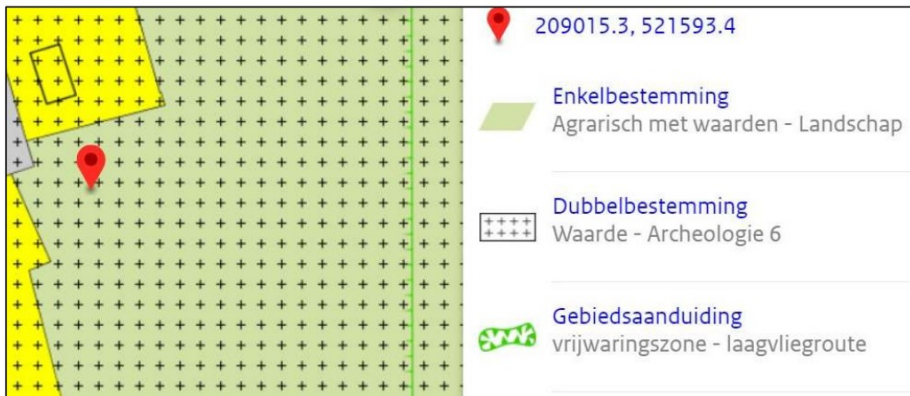 209015.3, 521593.4
Enkelbestemming
Agrarisch met waarden - Landschap
Dubbelbestemming
Waarde - Archeologie 6
Gebiedsaanduiding
vrijwaringszone - laagvliegroute